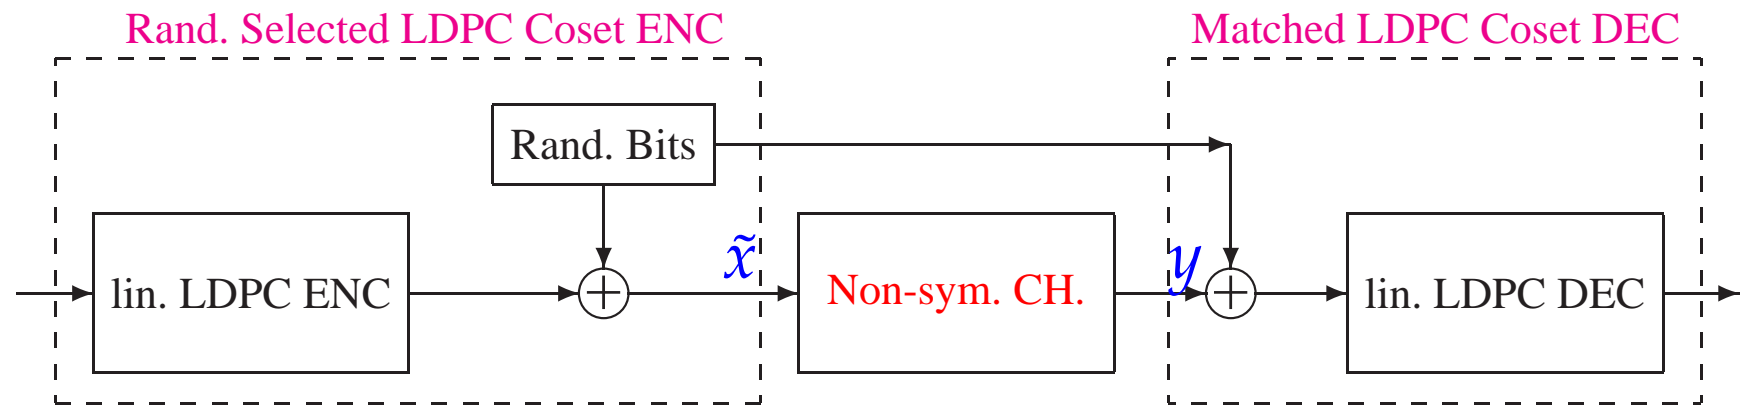 Rand. Selected LDPC Coset ENC
Matched LDPC Coset DEC
Rand. Bits
lin. LDPC ENC
+
x̃
Non-sym. CH.
y
+
lin. LDPC DEC